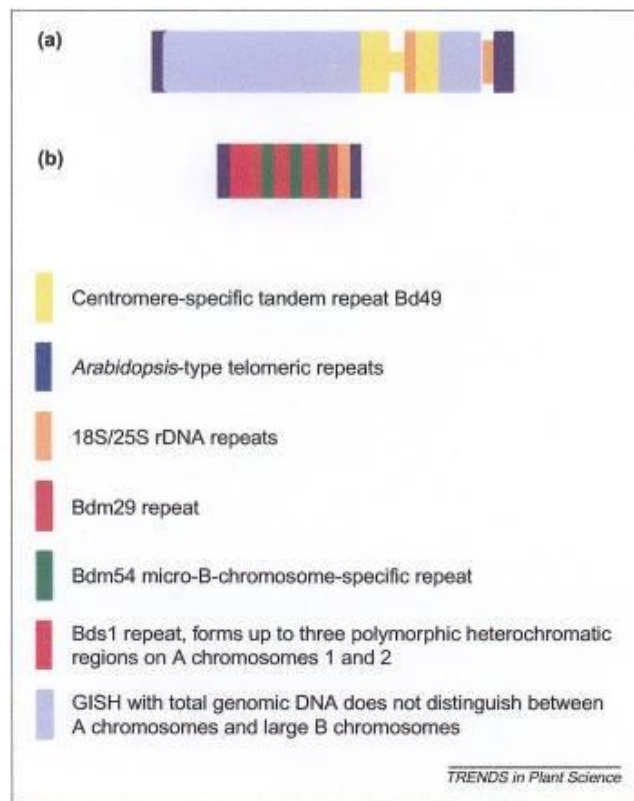 (a)
(b)
Centromere-specific tandem repeat Bd49
Arabidopsis-type telomeric repeats
18S/25S rDNA repeats
Bdm29 repeat
Bdm54 micro-B-chromosome-specific repeat
Bds1 repeat, forms up to three polymorphic heterochromatic
regions on A chromosomes 1 and 2
GISH with total genomic DNA does not distinguish between
A chromosomes and large B chromosomes
TRENDS in Plant Science